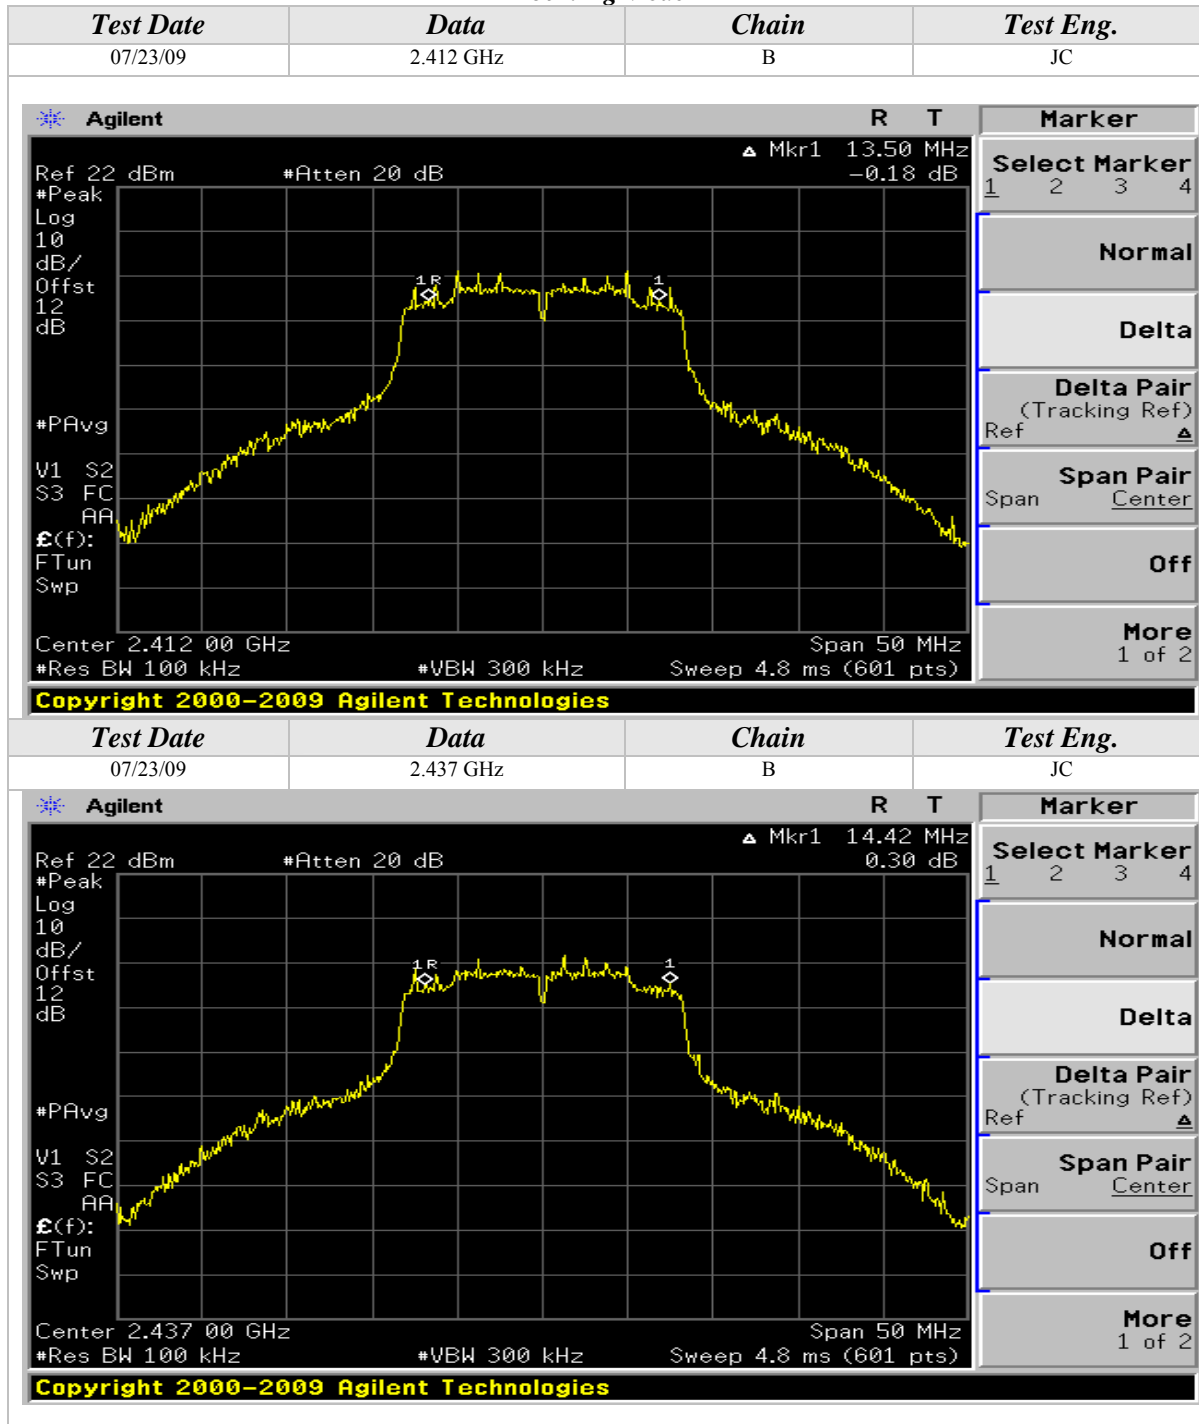 Test Date Data Chain Test Eng.
07/23/09 2.412 GHz B JC
Agilent R T Marker
Δ Mkr1 13.50 MHz
Ref 22 dBm #Atten 20 dB -0.18 dB
#Peak
Log
10
dB/
Offst
12
dB
1R 1
#PAvg
V1 S2
S3 FC
AA
£(f):
FTun
Swp
Center 2.412 00 GHz Span 50 MHz
#Res BW 100 kHz #VBW 300 kHz Sweep 4.8 ms (601 pts)
Select Marker
1 2 3 4
Normal
Delta
Delta Pair
(Tracking Ref)
Ref Δ
Span Pair
Span Center
Off
More
1 of 2
Copyright 2000-2009 Agilent Technologies
Test Date Data Chain Test Eng.
07/23/09 2.437 GHz B JC
Agilent R T Marker
Δ Mkr1 14.42 MHz
Ref 22 dBm #Atten 20 dB 0.30 dB
#Peak
Log
10
dB/
Offst
12
dB
1R 1
#PAvg
V1 S2
S3 FC
AA
£(f):
FTun
Swp
Center 2.437 00 GHz Span 50 MHz
#Res BW 100 kHz #VBW 300 kHz Sweep 4.8 ms (601 pts)
Select Marker
1 2 3 4
Normal
Delta
Delta Pair
(Tracking Ref)
Ref Δ
Span Pair
Span Center
Off
More
1 of 2
Copyright 2000-2009 Agilent Technologies